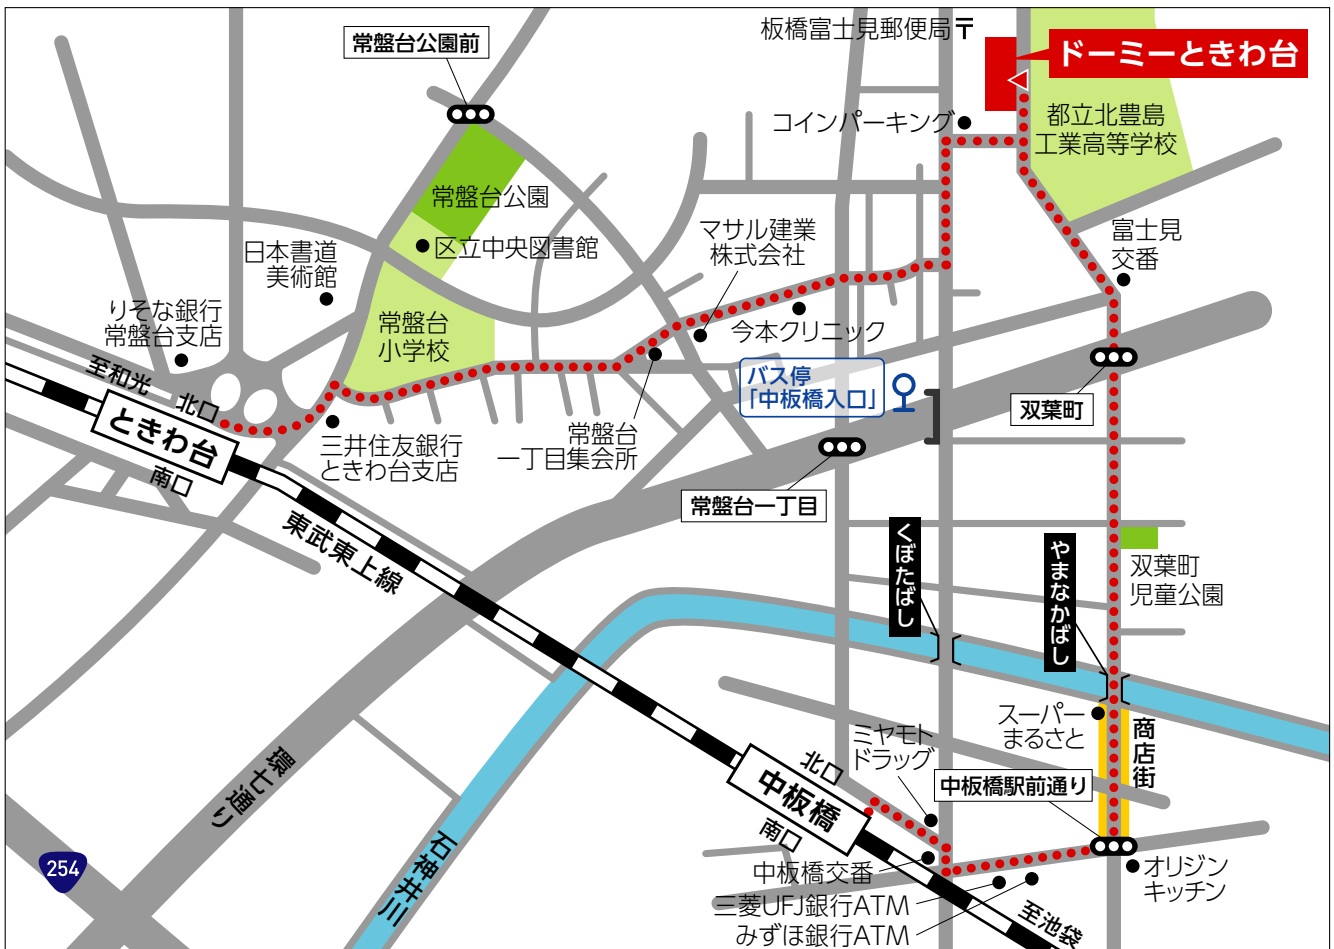 常盤台公園前
板橋富士見郵便局〒
ドーミーときわ台
コインパーキング
都立北豊島
工業高等学校
常盤台公園
区立中央図書館
日本書道
美術館
マサル建業
株式会社
富士見
交番
りそな銀行
常盤台支店
常盤台
小学校
今本クリニック
至和光
北口
ときわ台
南口
三井住友銀行
ときわ台支店
常盤台
一丁目集会所
バス停
「中板橋入口」
双葉町
常盤台一丁目
東武東上線
くぼたばし
やまなかばし
双葉町
児童公園
環七通り
石神井川
254
スーパー
まるさと
商店街
ミヤモト
ドラッグ
北口
中板橋
南口
中板橋駅前通り
中板橋交番
三菱UFJ銀行ATM
みずほ銀行ATM
オリジン
キッチン
至池袋